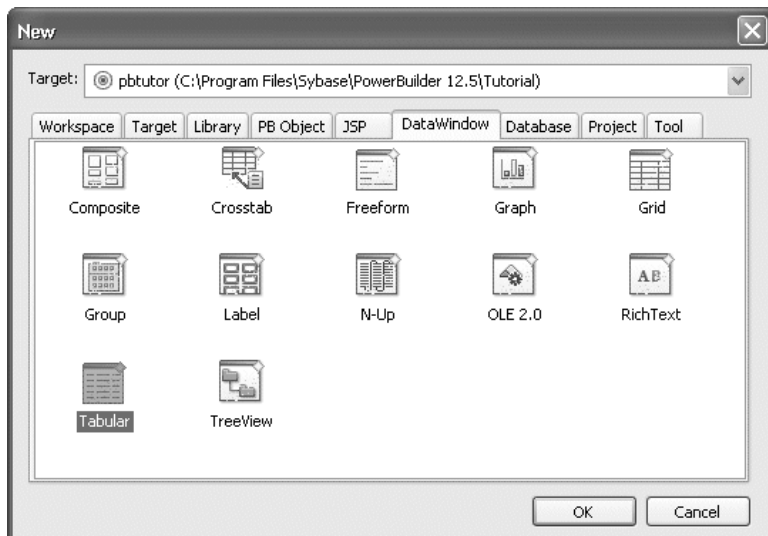 New
Target: pbtutor (C:\Program Files\Sybase\PowerBuilder 12.5\Tutorial)
Workspace Target Library PB Object JSP DataWindow Database Project Tool
Composite Crosstab Freeform Graph Grid
Group Label N-Up OLE 2.0 RichText
AB
Tabular TreeView
OK Cancel